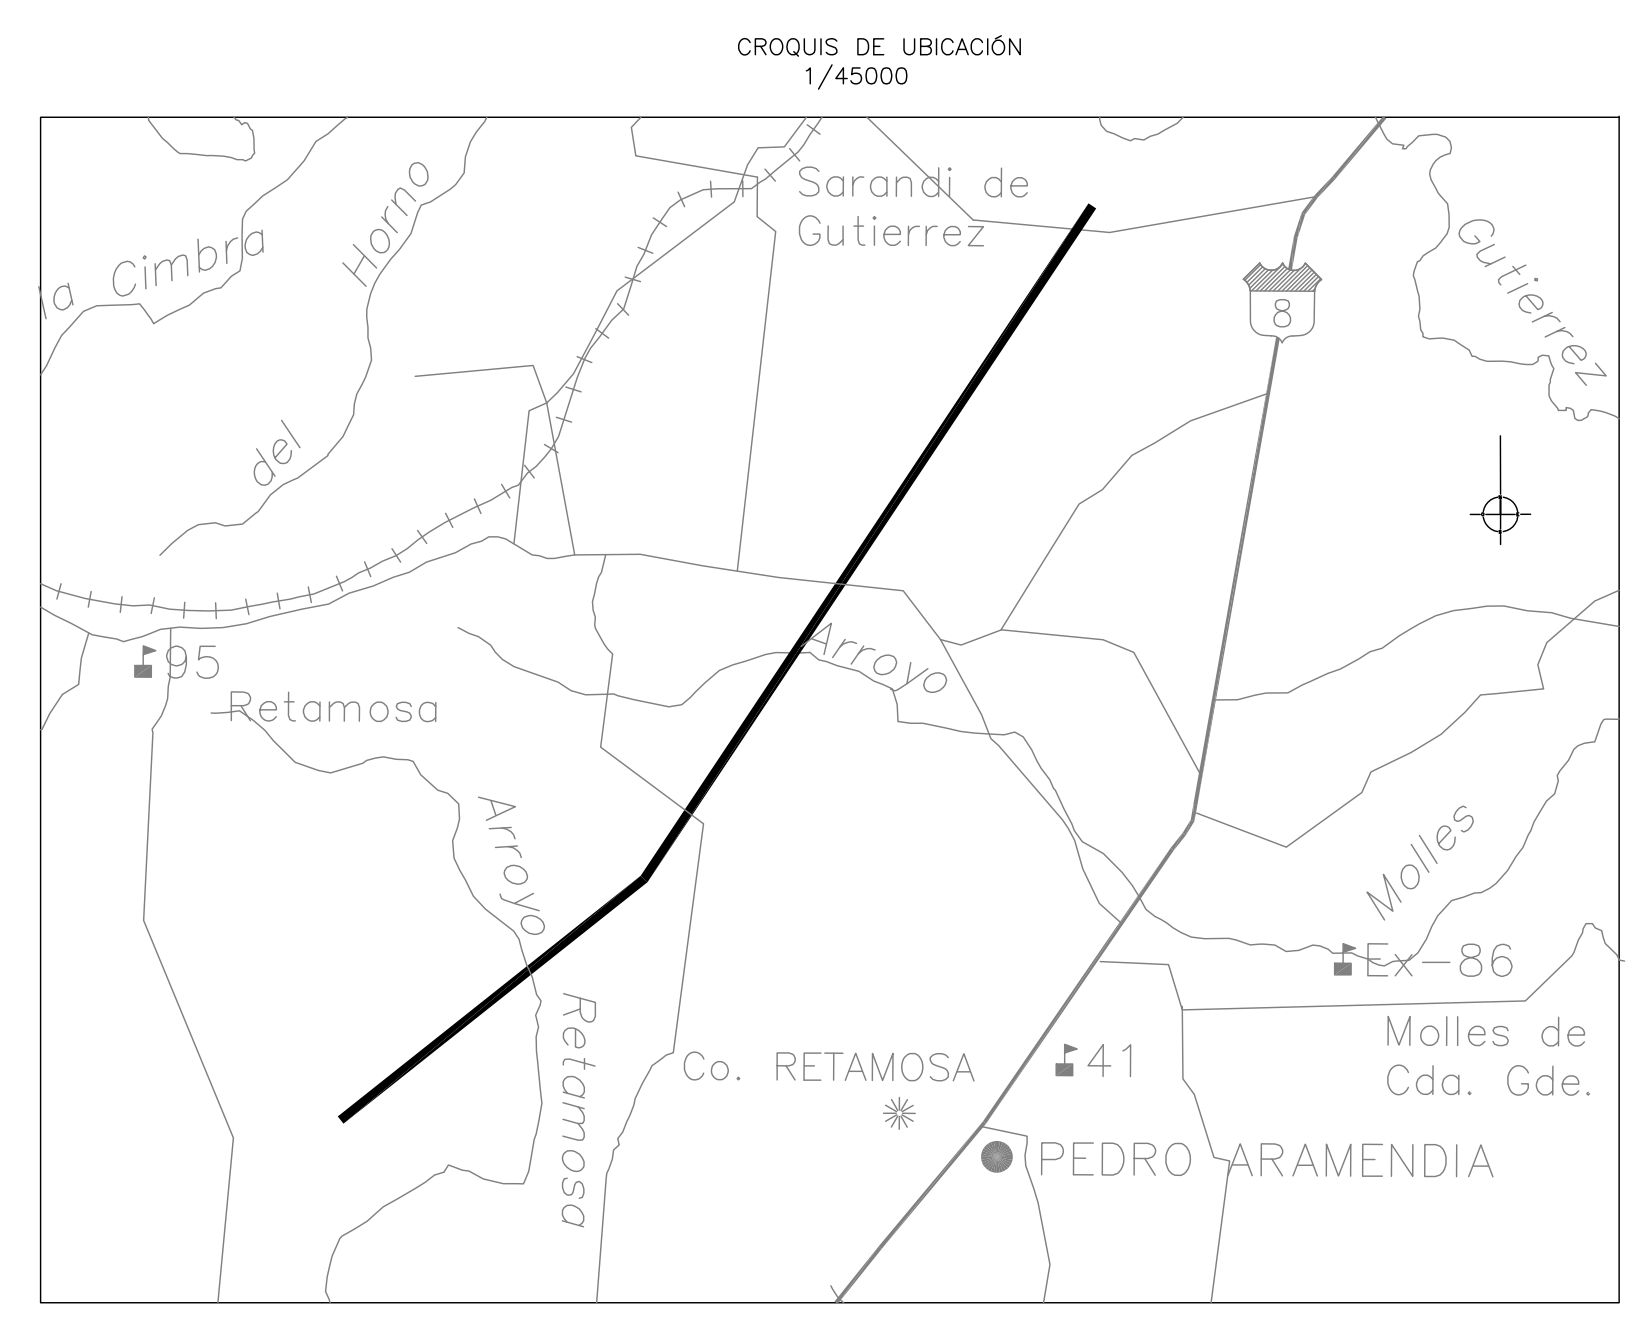 CROQUIS DE UBICACIÓN
1/45000
Sarandi de
Gutierrez
Horno
la Cimbra
Gutierrez
8
del
Arroyo
95
Retamosa
Arroyo
Molles
Ex-86
Retamosa
Molles de
Cda. Gde.
Co. RETAMOSA
41
PEDRO ARAMENDIA